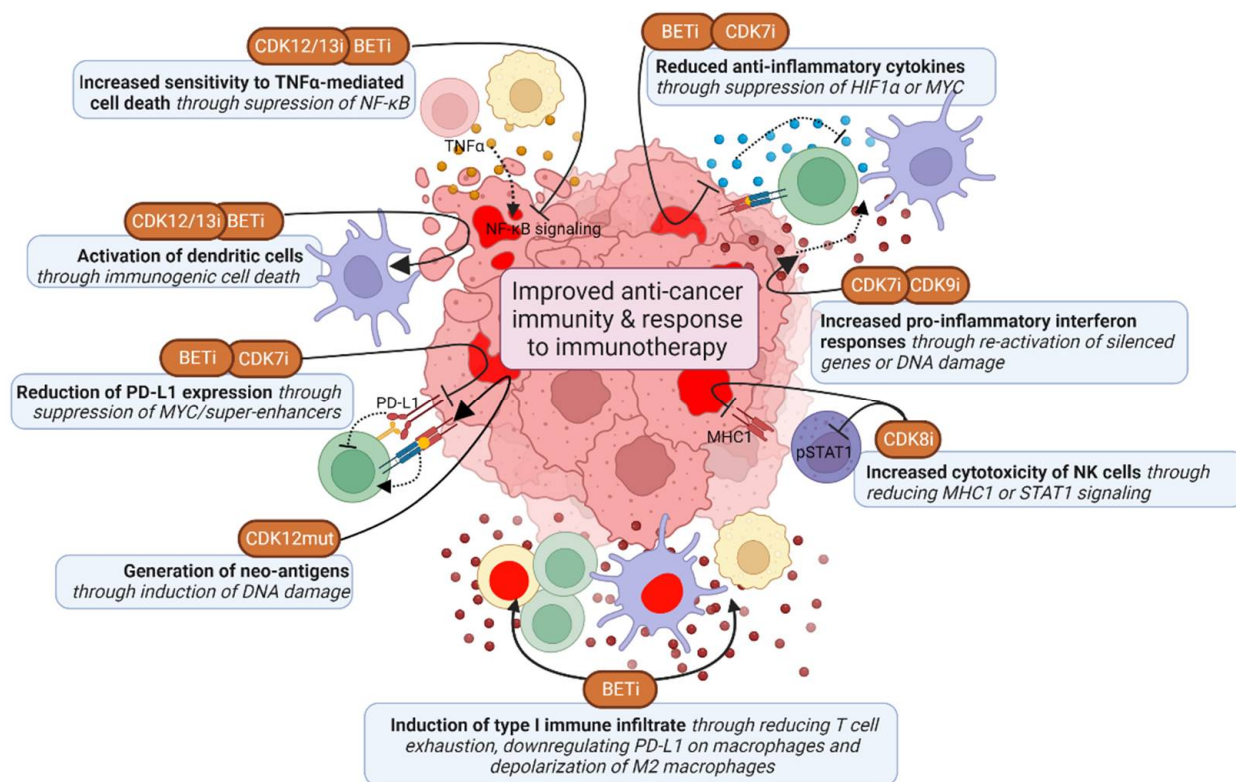 CDK12/13i BETi
Increased sensitivity to TNFα-mediated
cell death through supression of NF-κB
TNFα
NF-κB signaling
BETi CDK7i
Reduced anti-inflammatory cytokines
through suppression of HIF1α or MYC
CDK12/13i BETi
Activation of dendritic cells
through immunogenic cell death
Improved anti-cancer
immunity & response
to immunotherapy
CDK7i CDK9i
Increased pro-inflammatory interferon
responses through re-activation of silenced
genes or DNA damage
BETi CDK7i
Reduction of PD-L1 expression through
suppression of MYC/super-enhancers
PD-L1
MHC1
pSTAT1
CDK8i
Increased cytotoxicity of NK cells through
reducing MHC1 or STAT1 signaling
CDK12mut
Generation of neo-antigens
through induction of DNA damage
BETi
Induction of type I immune infiltrate through reducing T cell
exhaustion, downregulating PD-L1 on macrophages and
depolarization of M2 macrophages